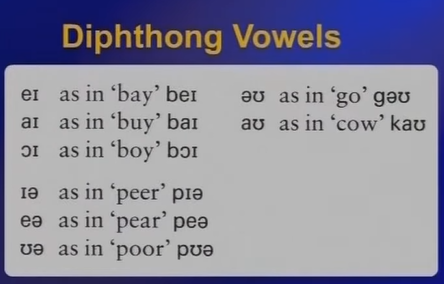 Diphthong Vowels
eɪ as in ‘bay’ beɪ
aɪ as in ‘buy’ baɪ
ɔɪ as in ‘boy’ bɔɪ
ɪə as in ‘peer’ pɪə
eə as in ‘pear’ peə
ʊə as in ‘poor’ pʊə
əʊ as in ‘go’ gəʊ
aʊ as in ‘cow’ kaʊ